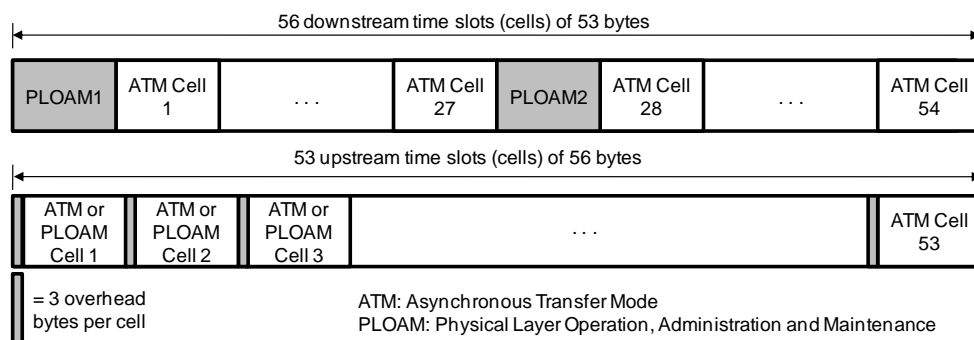 56 downstream time slots (cells) of 53 bytes
PLOAM1
ATM Cell
1
. . .
ATM Cell
27
PLOAM2
ATM Cell
28
. . .
ATM Cell
54
53 upstream time slots (cells) of 56 bytes
ATM or
PLOAM
Cell 1
ATM or
PLOAM
Cell 2
ATM or
PLOAM
Cell 3
. . .
ATM Cell
53
= 3 overhead
bytes per cell
ATM: Asynchronous Transfer Mode
PLOAM: Physical Layer Operation, Administration and Maintenance